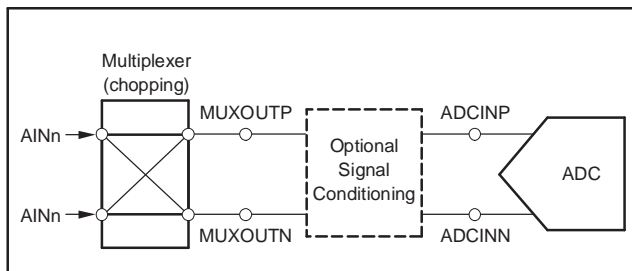 Multiplexer
(chopping)
MUXOUTP
ADCINP
AINn
Optional
Signal
Conditioning
ADC
AINn
MUXOUTN
ADCINN